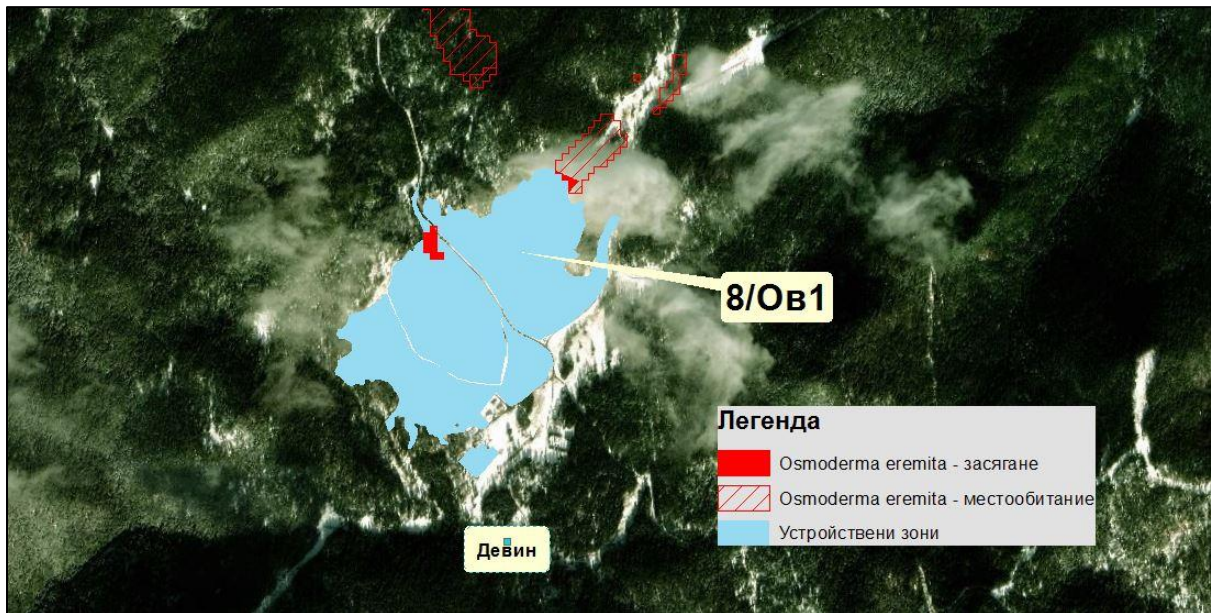 8/Ов1
Легенда
Osmoderma eremita - засягане
Osmoderma eremita - местообитание
Устройствени зони
Девин